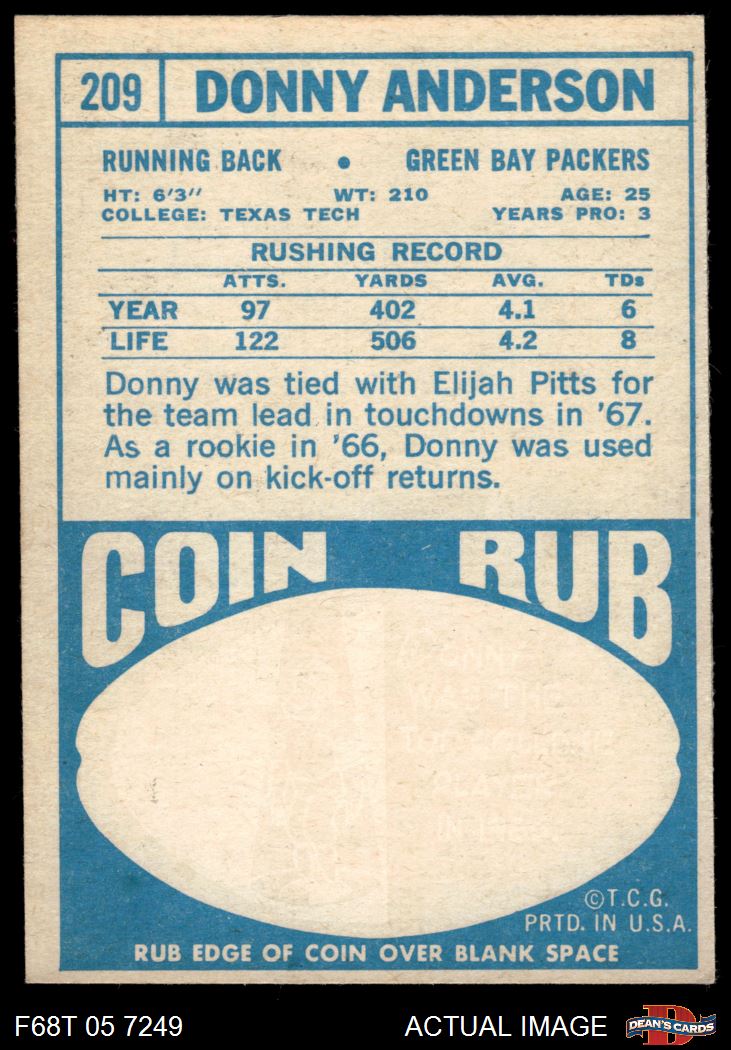 209 DONNY ANDERSON
RUNNING BACK • GREEN BAY PACKERS
HT: 6'3" WT: 210 AGE: 25
COLLEGE: TEXAS TECH YEARS PRO: 3
RUSHING RECORD
ATTS. YARDS AVG. TDs
YEAR 97 402 4.1 6
LIFE 122 506 4.2 8
Donny was tied with Elijah Pitts for
the team lead in touchdowns in '67.
As a rookie in '66, Donny was used
mainly on kick-off returns.
COIN RUB
DONNY
WAS THE
IN
©T.C.G.
PRTD. IN U.S.A.
RUB EDGE OF COIN OVER BLANK SPACE
F68T 05 7249 ACTUAL IMAGE DEAN'S CARDS